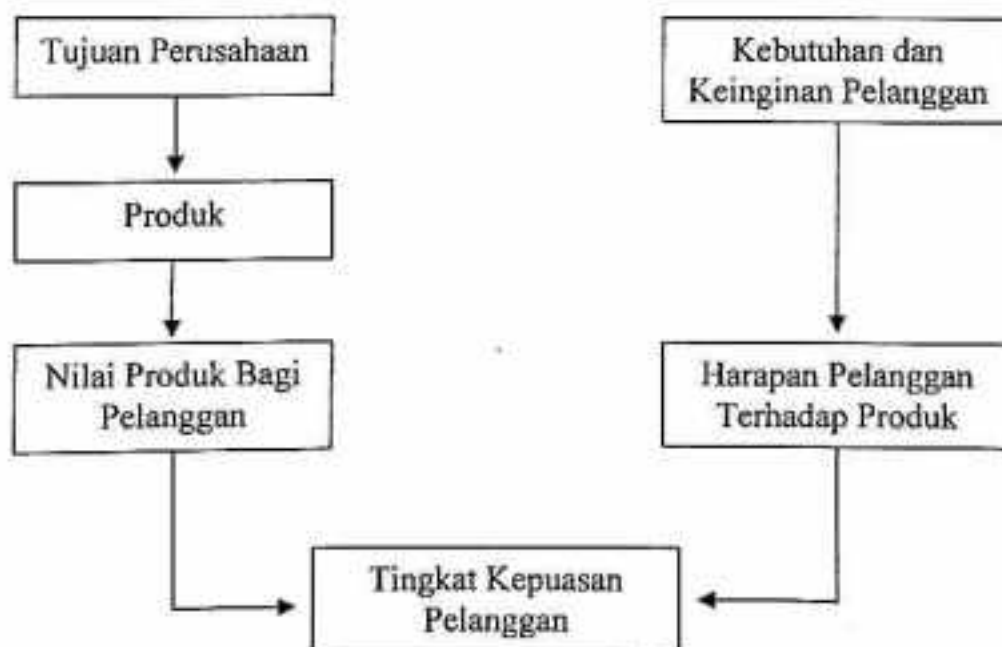 Tujuan Perusahaan
Kebutuhan dan
Keinginan Pelanggan
Produk
Nilai Produk Bagi
Pelanggan
Harapan Pelanggan
Terhadap Produk
Tingkat Kepuasan
Pelanggan